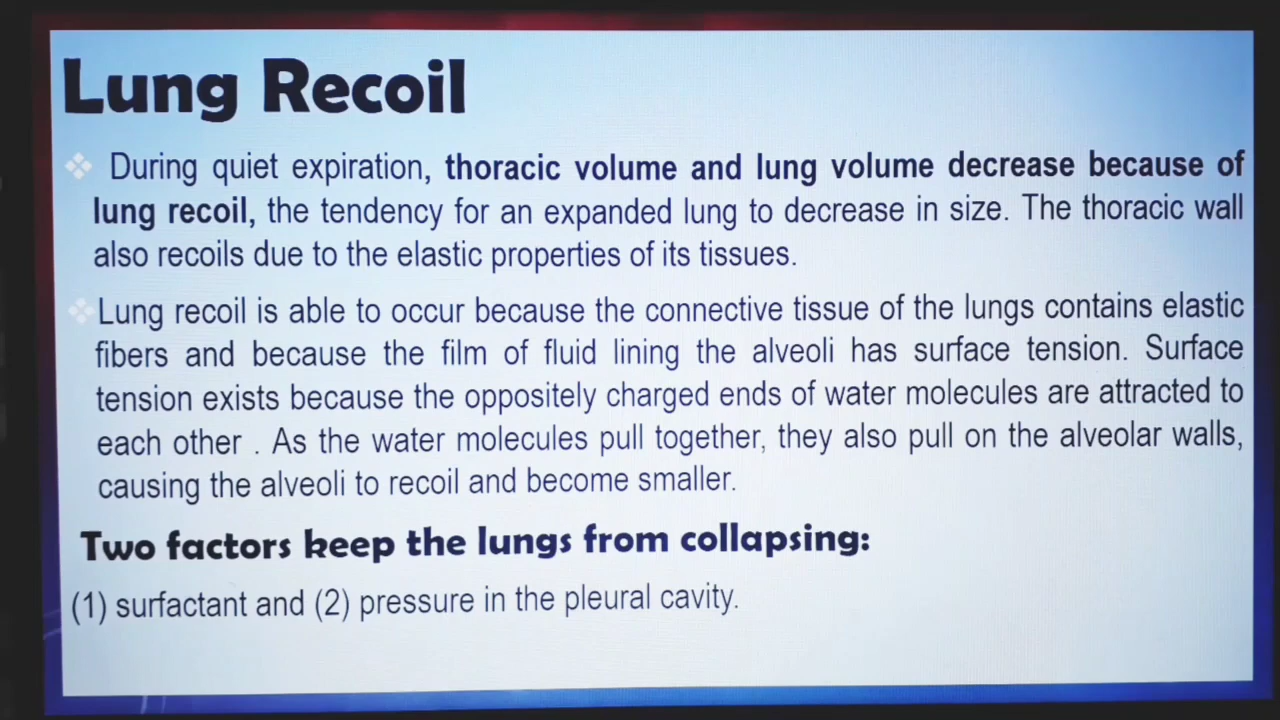 Lung Recoil
During quiet expiration, thoracic volume and lung volume decrease because of
lung recoil, the tendency for an expanded lung to decrease in size. The thoracic wall
also recoils due to the elastic properties of its tissues.
Lung recoil is able to occur because the connective tissue of the lungs contains elastic
fibers and because the film of fluid lining the alveoli has surface tension. Surface
tension exists because the oppositely charged ends of water molecules are attracted to
each other . As the water molecules pull together, they also pull on the alveolar walls,
causing the alveoli to recoil and become smaller.
Two factors keep the lungs from collapsing:
(1) surfactant and (2) pressure in the pleural cavity.